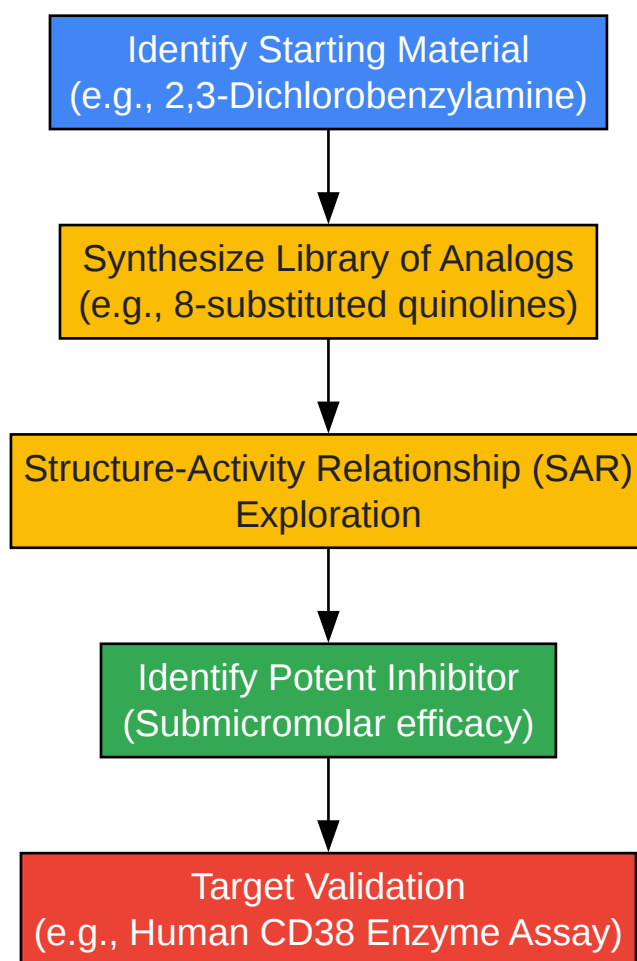 Identify Starting Material
(e.g., 2,3-Dichlorobenzylamine)
Synthesize Library of Analogs
(e.g., 8-substituted quinolines)
Structure-Activity Relationship (SAR)
Exploration
Identify Potent Inhibitor
(Submicromolar efficacy)
Target Validation
(e.g., Human CD38 Enzyme Assay)